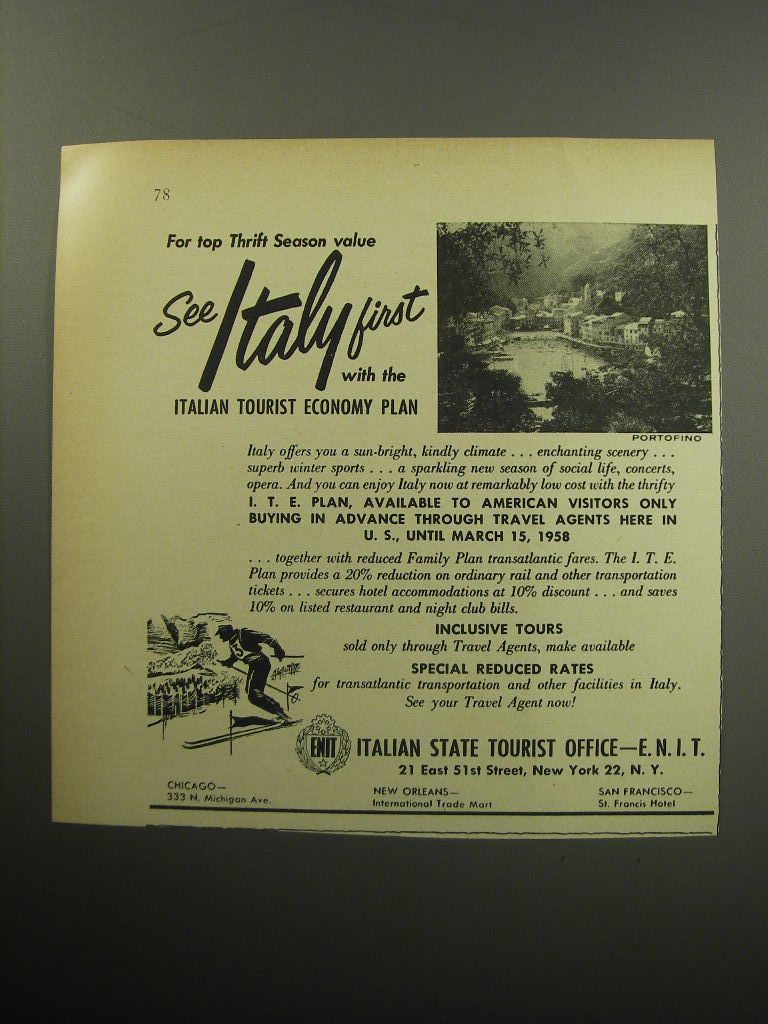 78
For top Thrift Season value
See Italy first
with the
ITALIAN TOURIST ECONOMY PLAN
PORTOFINO
Italy offers you a sun-bright, kindly climate . . . enchanting scenery . . .
superb winter sports . . . a sparkling new season of social life, concerts,
opera. And you can enjoy Italy now at remarkably low cost with the thrifty
I. T. E. PLAN, AVAILABLE TO AMERICAN VISITORS ONLY
BUYING IN ADVANCE THROUGH TRAVEL AGENTS HERE IN
U. S., UNTIL MARCH 15, 1958
. . . together with reduced Family Plan transatlantic fares. The I. T. E.
Plan provides a 20% reduction on ordinary rail and other transportation
tickets . . . secures hotel accommodations at 10% discount . . . and saves
10% on listed restaurant and night club bills.
INCLUSIVE TOURS
sold only through Travel Agents, make available
SPECIAL REDUCED RATES
for transatlantic transportation and other facilities in Italy.
See your Travel Agent now!
ENIT
ITALIAN STATE TOURIST OFFICE—E. N. I. T.
21 East 51st Street, New York 22, N. Y.
CHICAGO—
333 N. Michigan Ave.
NEW ORLEANS—
International Trade Mart
SAN FRANCISCO—
St. Francis Hotel